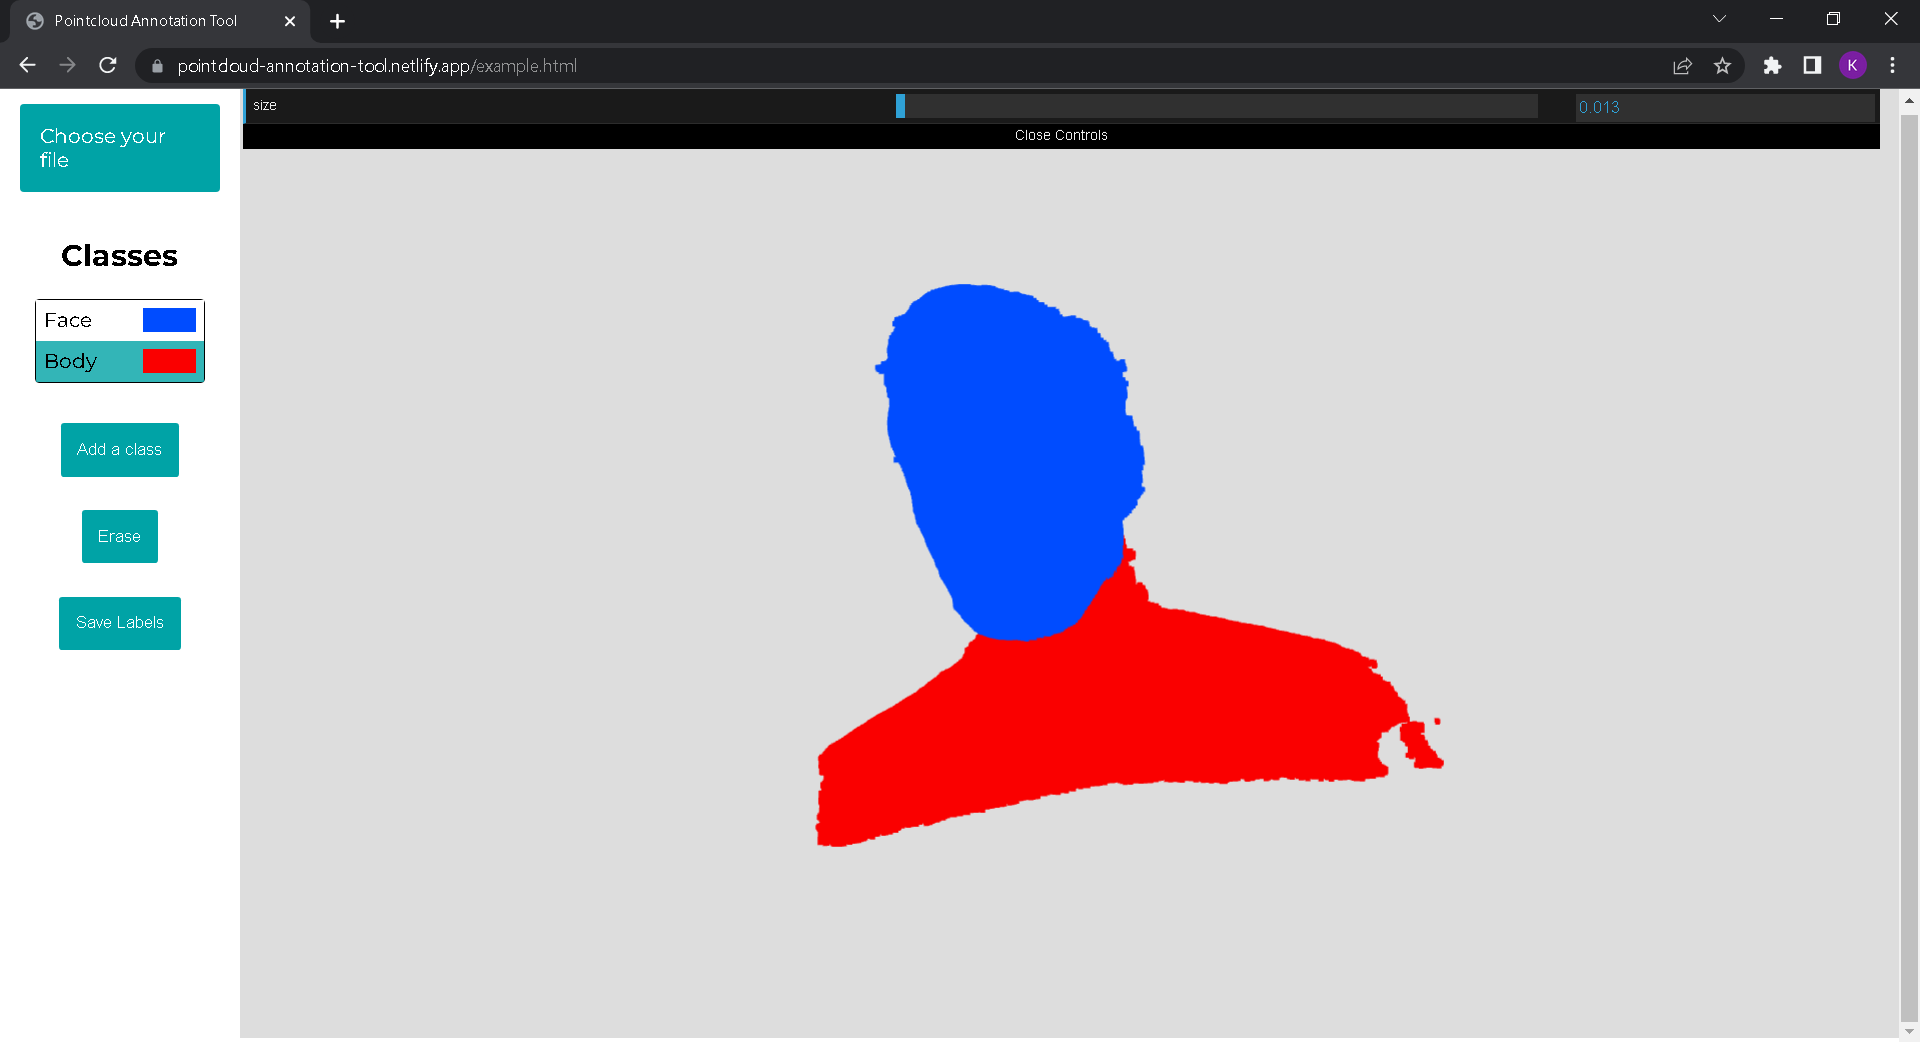 Pointcloud Annotation Tool
pointcloud-annotation-tool.netlify.app/example.html
K
size
0.013
Close Controls
Choose your
file
Classes
Face
Body
Add a class
Erase
Save Labels